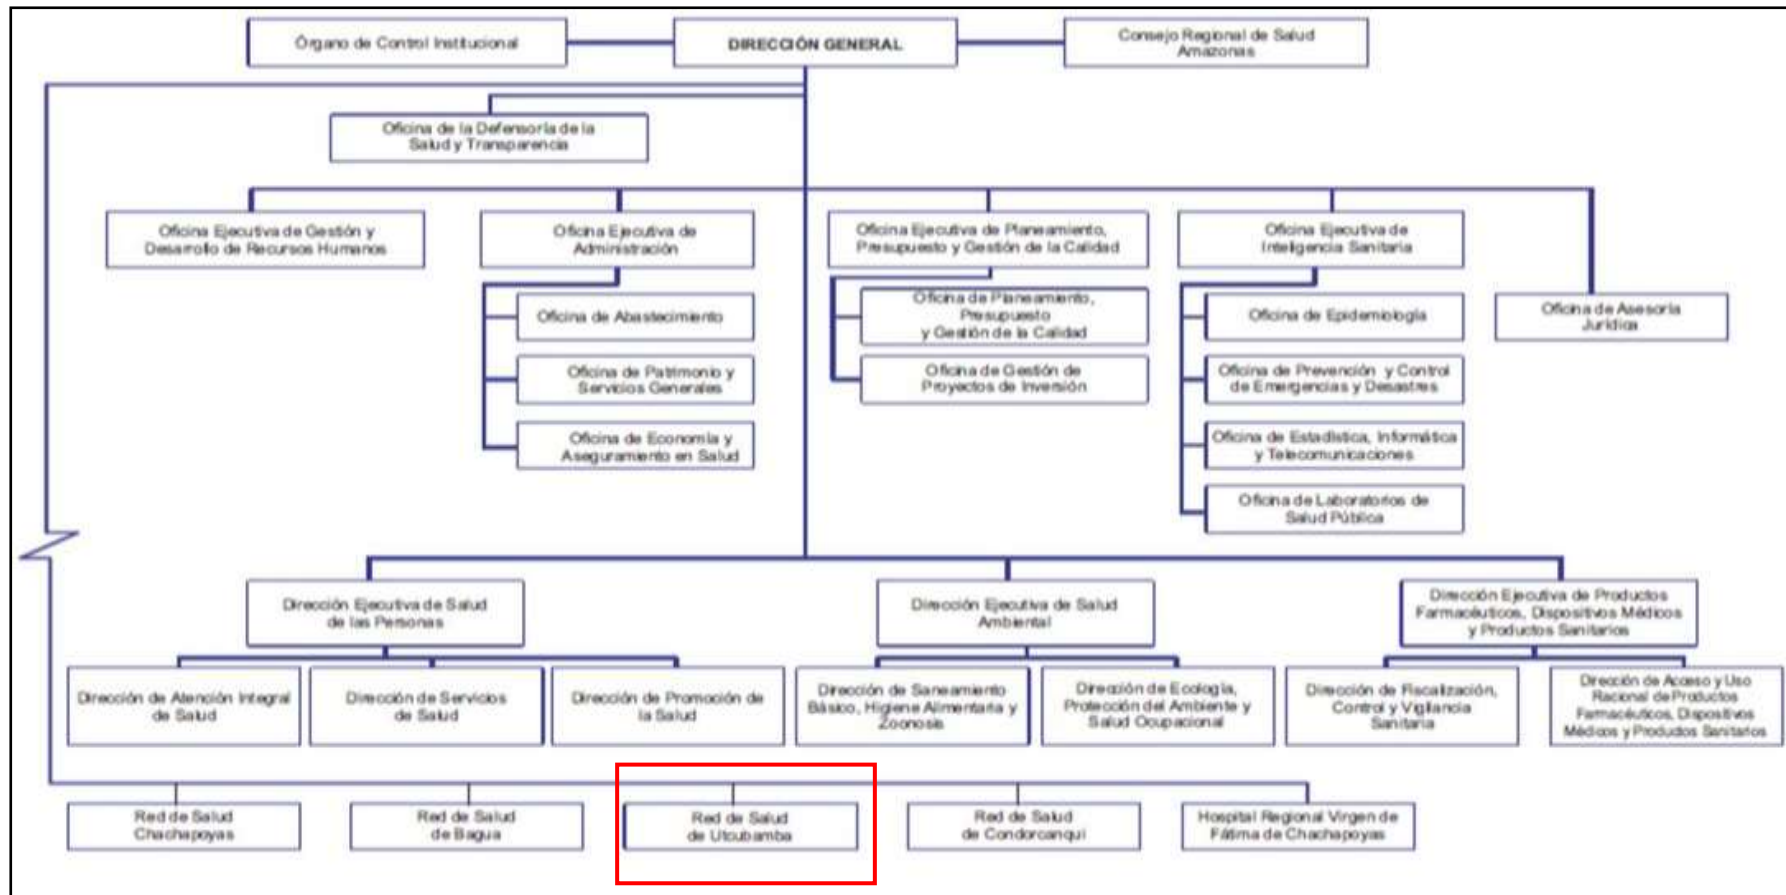 Órgano de Control Institucional
DIRECCIÓN GENERAL
Consejo Regional de Salud
Amazonas
Oficina de la Defensoría de la
Salud y Transparencia
Oficina Ejecutiva de Gestión y
Desarrollo de Recursos Humanos
Oficina Ejecutiva de
Administración
Oficina Ejecutiva de Planeamiento,
Presupuesto y Gestión de la Calidad
Oficina Ejecutiva de
Inteligencia Sanitaria
Oficina de Asesoría
Jurídica
Oficina de Abastecimiento
Oficina de Patrimonio y
Servicios Generales
Oficina de Economía y
Aseguramiento en Salud
Oficina de Planeamiento,
Presupuesto
y Gestión de la Calidad
Oficina de Gestión de
Proyectos de Inversión
Oficina de Epidemiología
Oficina de Prevención y Control
de Emergencias y Desastres
Oficina de Estadística, Informática
y Telecomunicaciones
Oficina de Laboratorios de
Salud Pública
Dirección Ejecutiva de Salud
de las Personas
Dirección Ejecutiva de Salud
Ambiental
Dirección Ejecutiva de Productos
Farmacéuticos, Dispositivos Médicos
y Productos Sanitarios
Dirección de Atención Integral
de Salud
Dirección de Servicios
de Salud
Dirección de Promoción de
la Salud
Dirección de Saneamiento
Básico, Higiene Alimentaria y
Zoonosis
Dirección de Ecología,
Protección del Ambiente y
Salud Ocupacional
Dirección de Fiscalización,
Control y Vigilancia
Sanitaria
Dirección de Acceso y Uso
Racional de Productos
Farmacéuticos, Dispositivos
Médicos y Productos Sanitarios
Red de Salud
Chachapoyas
Red de Salud
de Bagua
Red de Salud
de Utcubamba
Red de Salud
de Condorcanqui
Hospital Regional Virgen de
Fátima de Chachapoyas